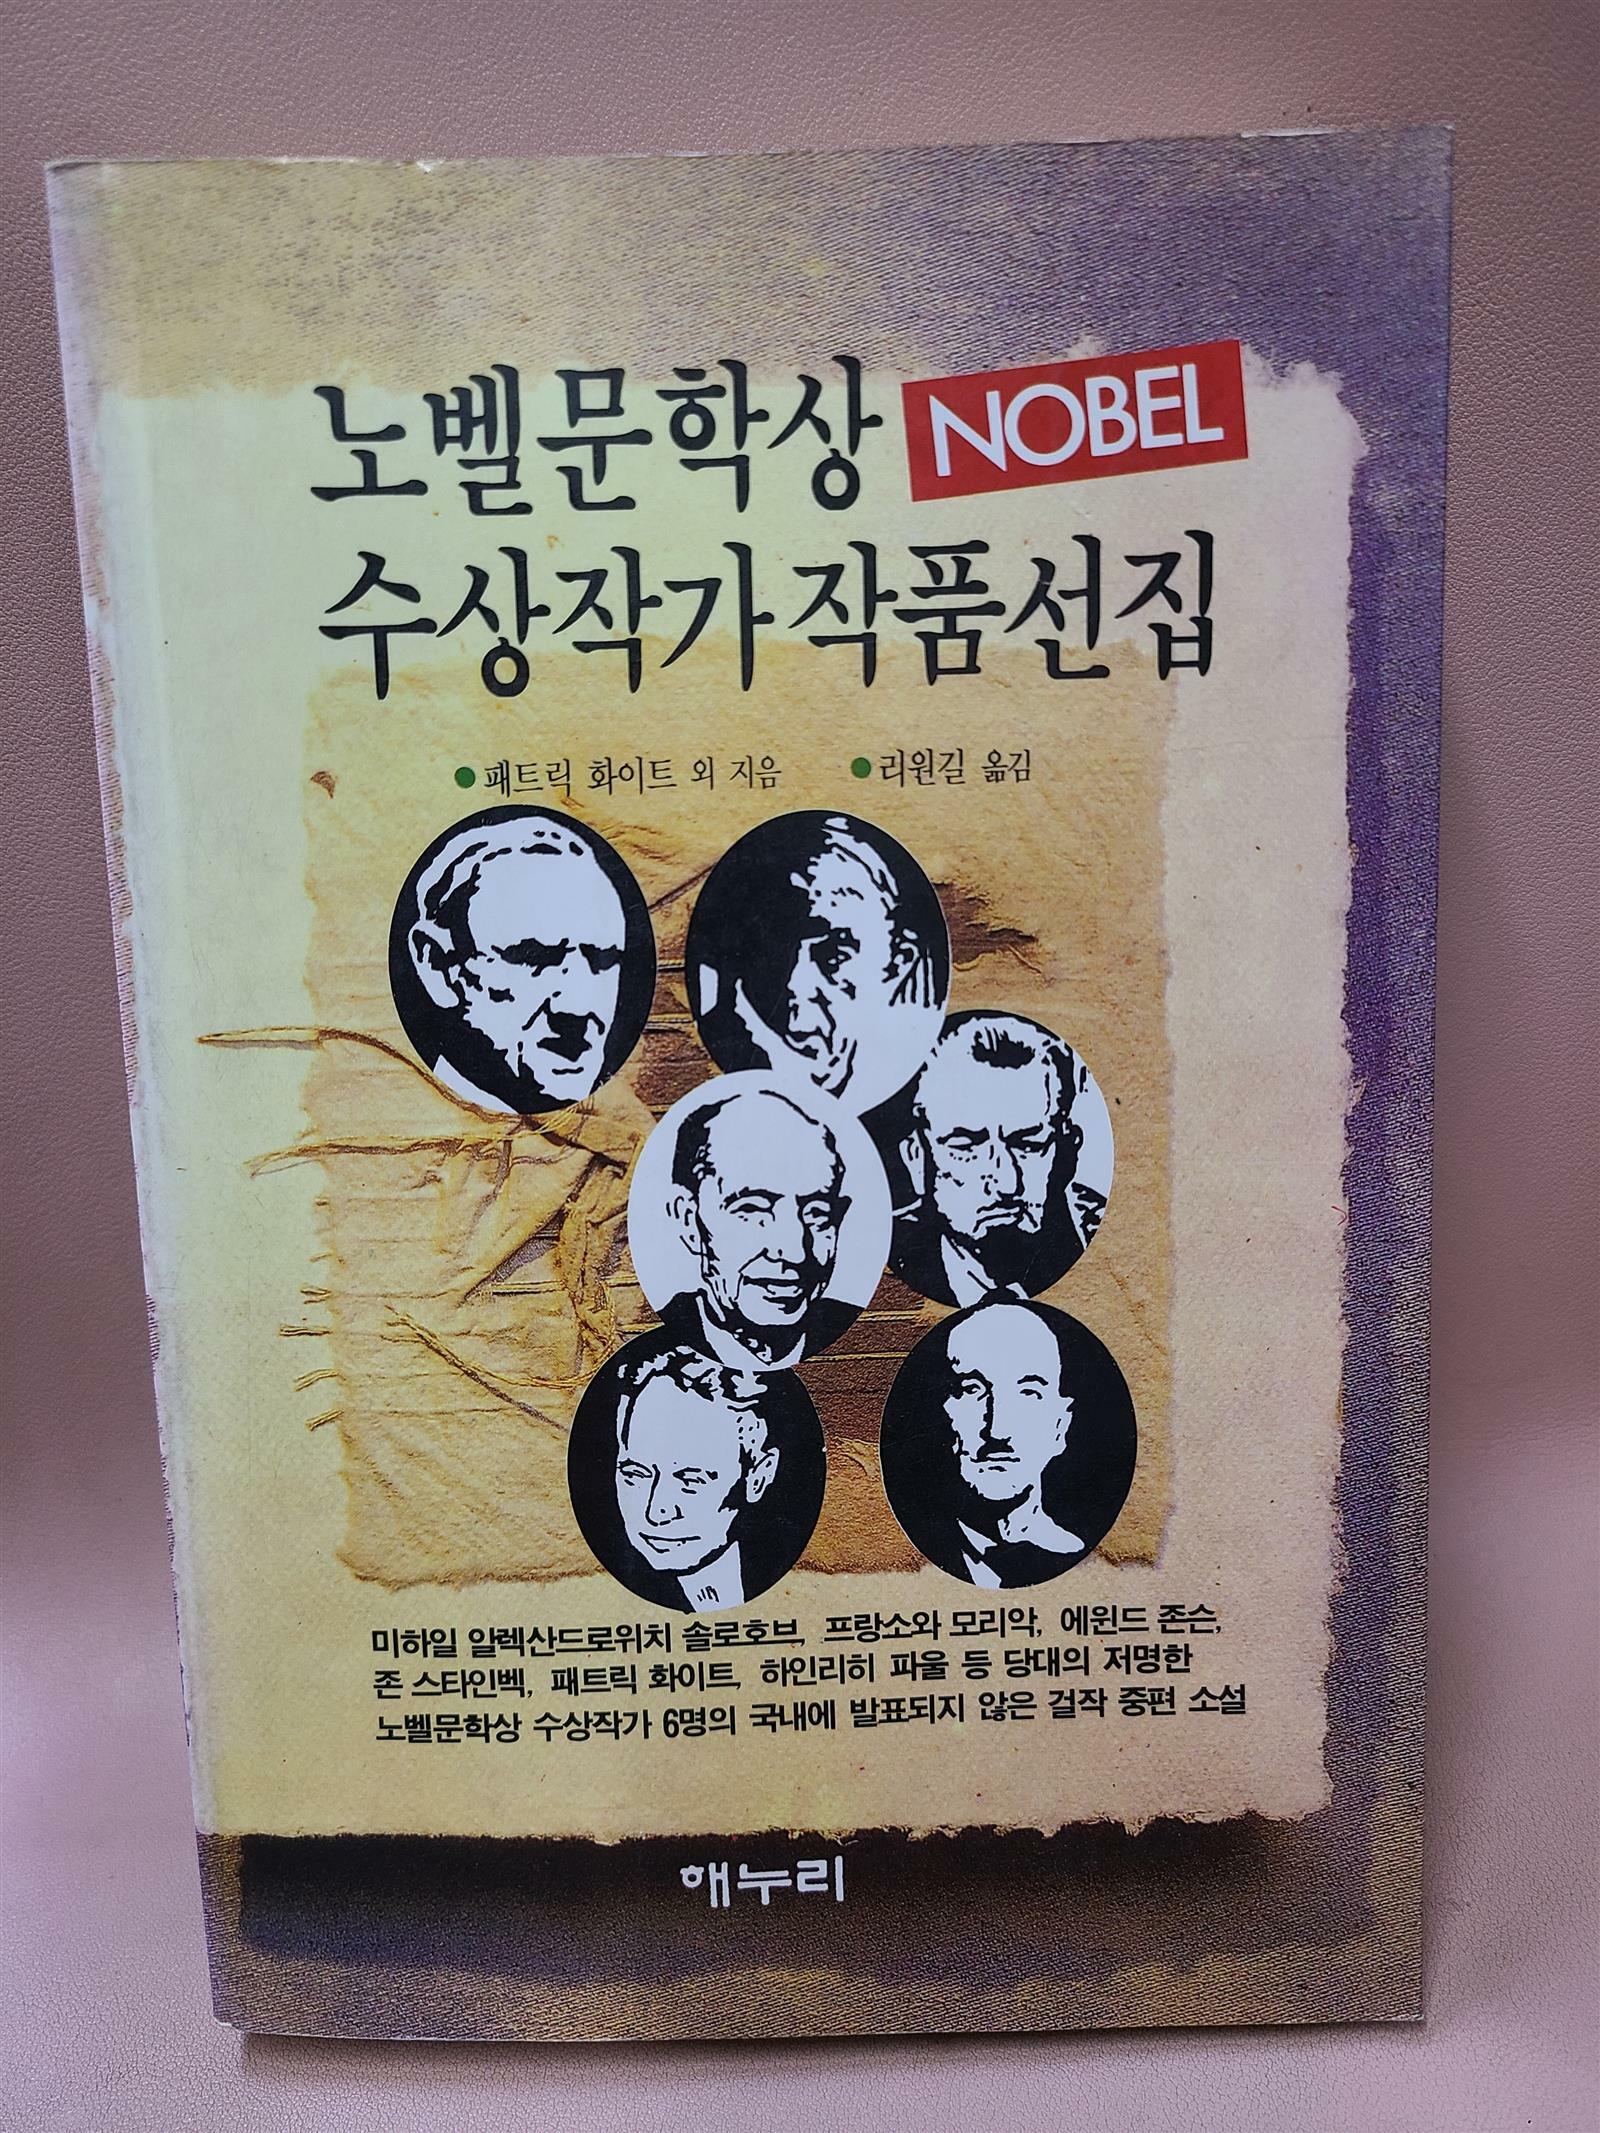 노벨문학상 NOBEL
수상작가 작품선집
● 패트릭 화이트 외 지음 ● 리원길 옮김
미하일 알렉산드로위치 솔로호브, 프랑소와 모리악, 에윈드 존슨,
존 스타인벡, 패트릭 화이트, 하인리히 파울 등 당대의 저명한
노벨문학상 수상작가 6명의 국내에 발표되지 않은 걸작 중편 소설
해누리